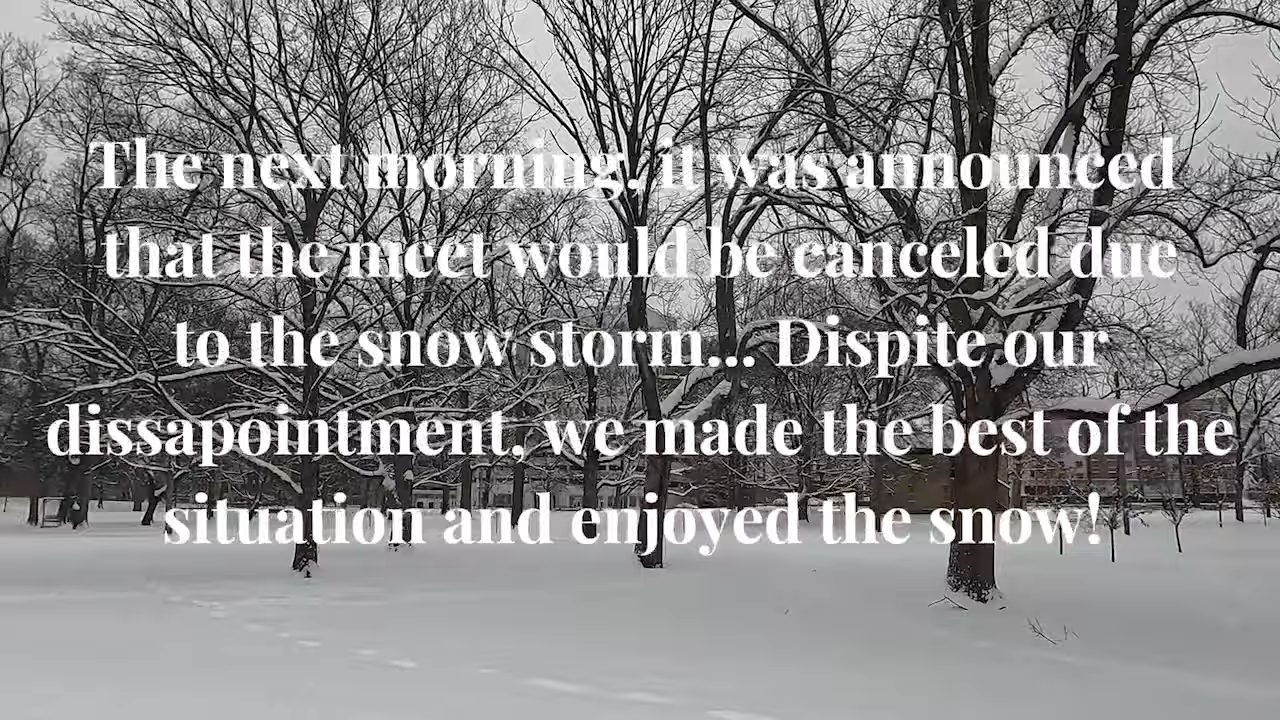 The next morning, it was announced
that the meet would be canceled due
to the snow storm... Dispite our
dissapointment, we made the best of the
situation and enjoyed the snow!